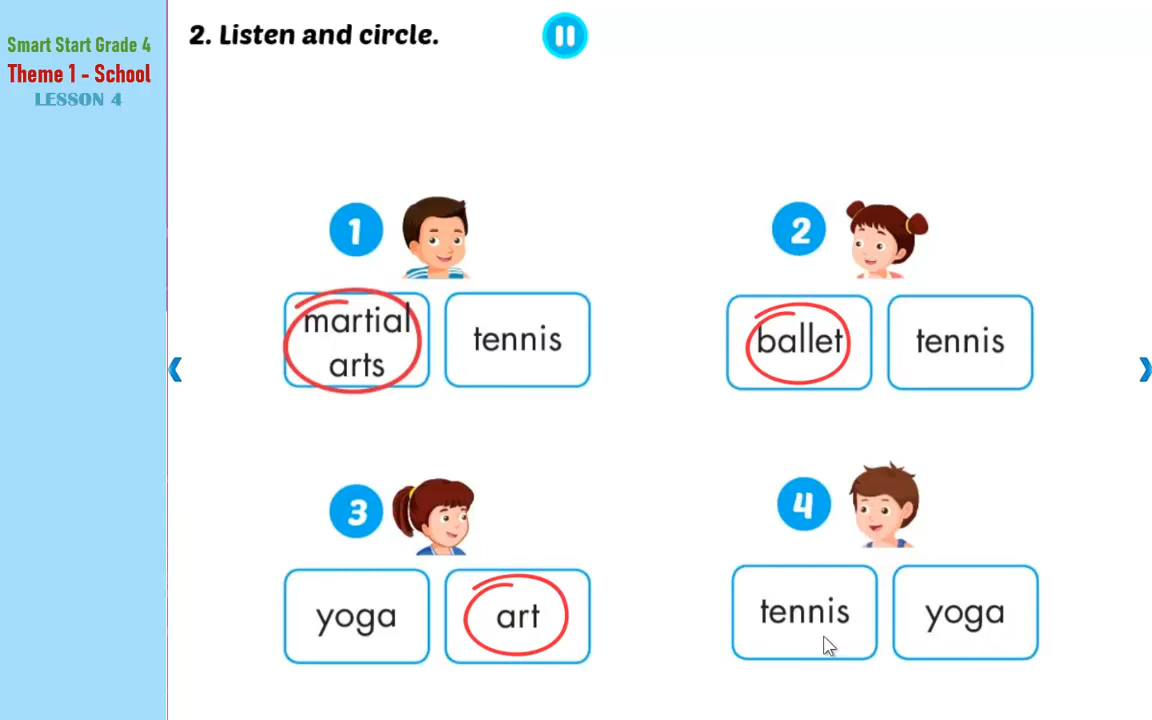 Smart Start Grade 4
Theme 1 - School
LESSON 4
2. Listen and circle.
1
martial
arts
tennis
2
ballet
tennis
3
yoga
art
4
tennis
yoga